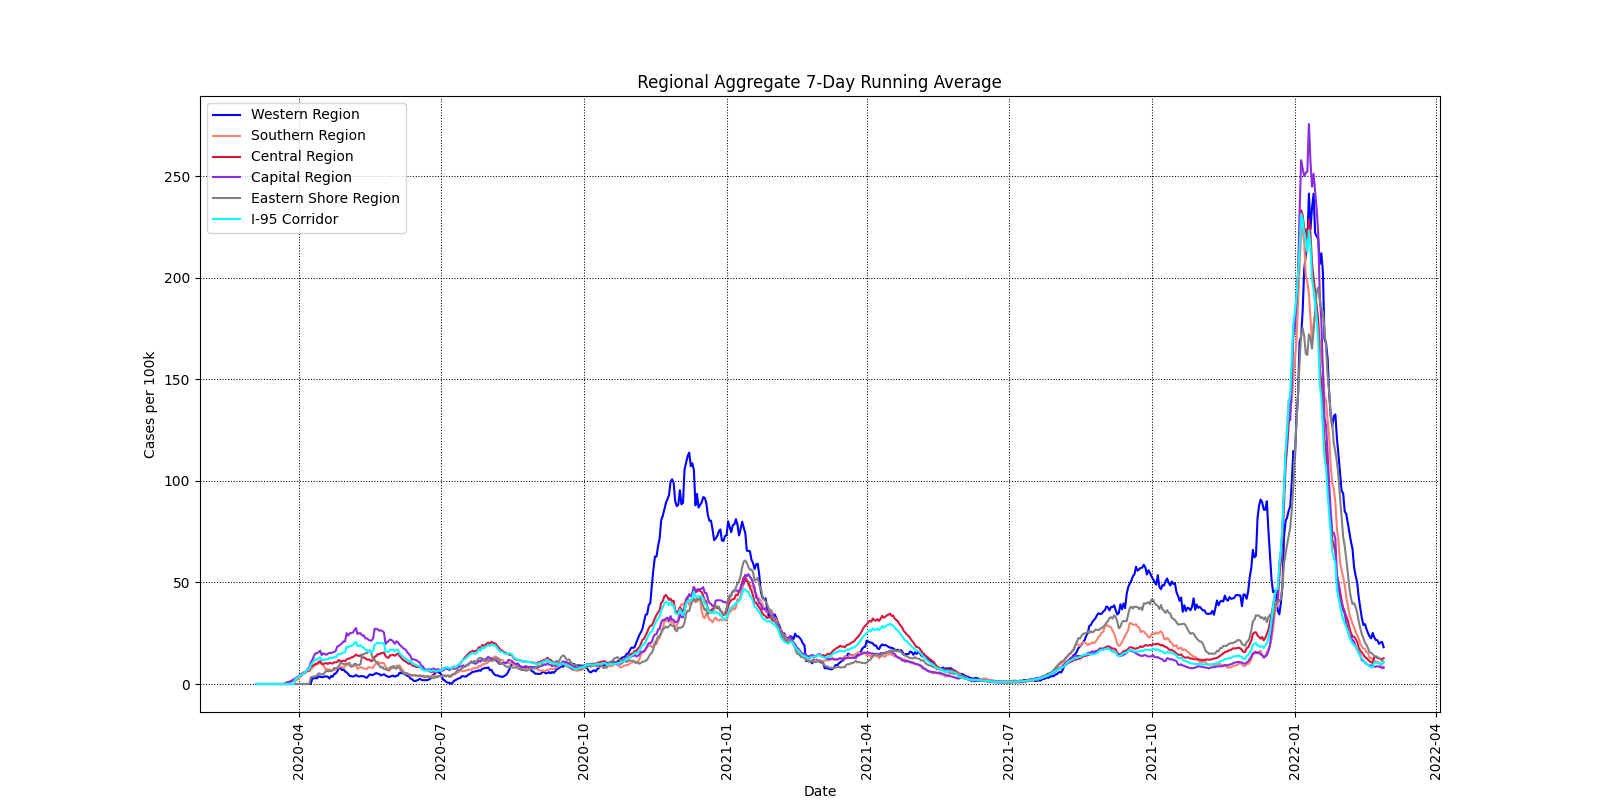 Regional Aggregate 7-Day Running Average
Western Region
Southern Region
Central Region
Capital Region
Eastern Shore Region
I-95 Corridor
250
200
150
100
50
0
Cases per 100k
2020-04
2020-07
2020-10
2021-01
2021-04
2021-07
2021-10
2022-01
2022-04
Date